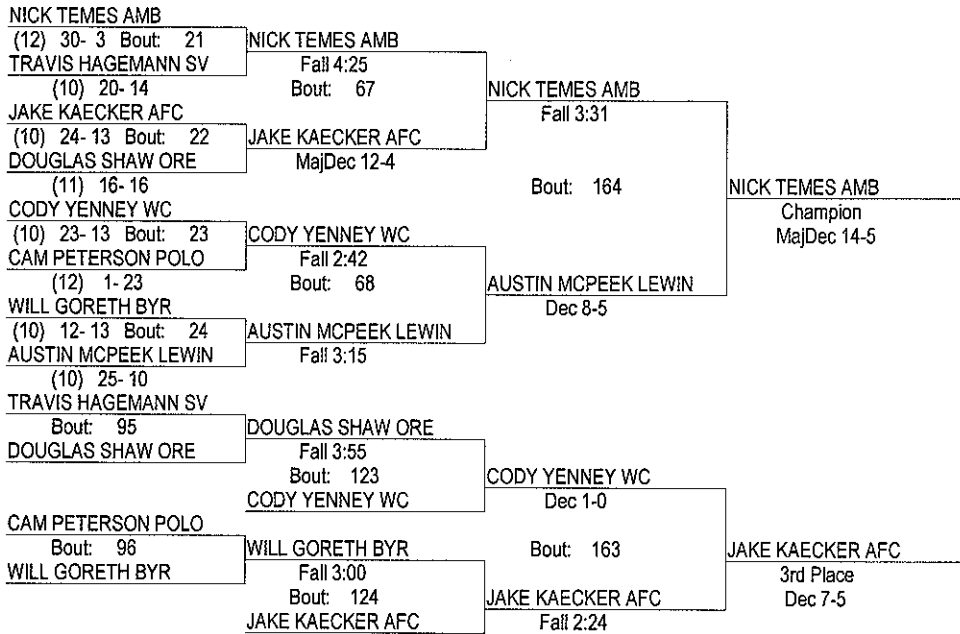 NICK TEMES AMB
(12) 30- 3 Bout: 21
TRAVIS HAGEMANN SV
(10) 20- 14
JAKE KAECKER AFC
(10) 24- 13 Bout: 22
DOUGLAS SHAW ORE
(11) 16- 16
CODY YENNEY WC
(10) 23- 13 Bout: 23
CAM PETERSON POLO
(12) 1- 23
WILL GORETH BYR
(10) 12- 13 Bout: 24
AUSTIN MCPEEK LEWIN
(10) 25- 10
NICK TEMES AMB
Fall 4:25
Bout: 67
JAKE KAECKER AFC
MajDec 12-4
CODY YENNEY WC
Fall 2:42
Bout: 68
AUSTIN MCPEEK LEWIN
Fall 3:15
NICK TEMES AMB
Fall 3:31
Bout: 164
AUSTIN MCPEEK LEWIN
Dec 8-5
NICK TEMES AMB
Champion
MajDec 14-5
TRAVIS HAGEMANN SV
Bout: 95
DOUGLAS SHAW ORE
CAM PETERSON POLO
Bout: 96
WILL GORETH BYR
DOUGLAS SHAW ORE
Fall 3:55
Bout: 123
CODY YENNEY WC
WILL GORETH BYR
Fall 3:00
Bout: 124
JAKE KAECKER AFC
CODY YENNEY WC
Dec 1-0
Bout: 163
JAKE KAECKER AFC
Fall 2:24
JAKE KAECKER AFC
3rd Place
Dec 7-5